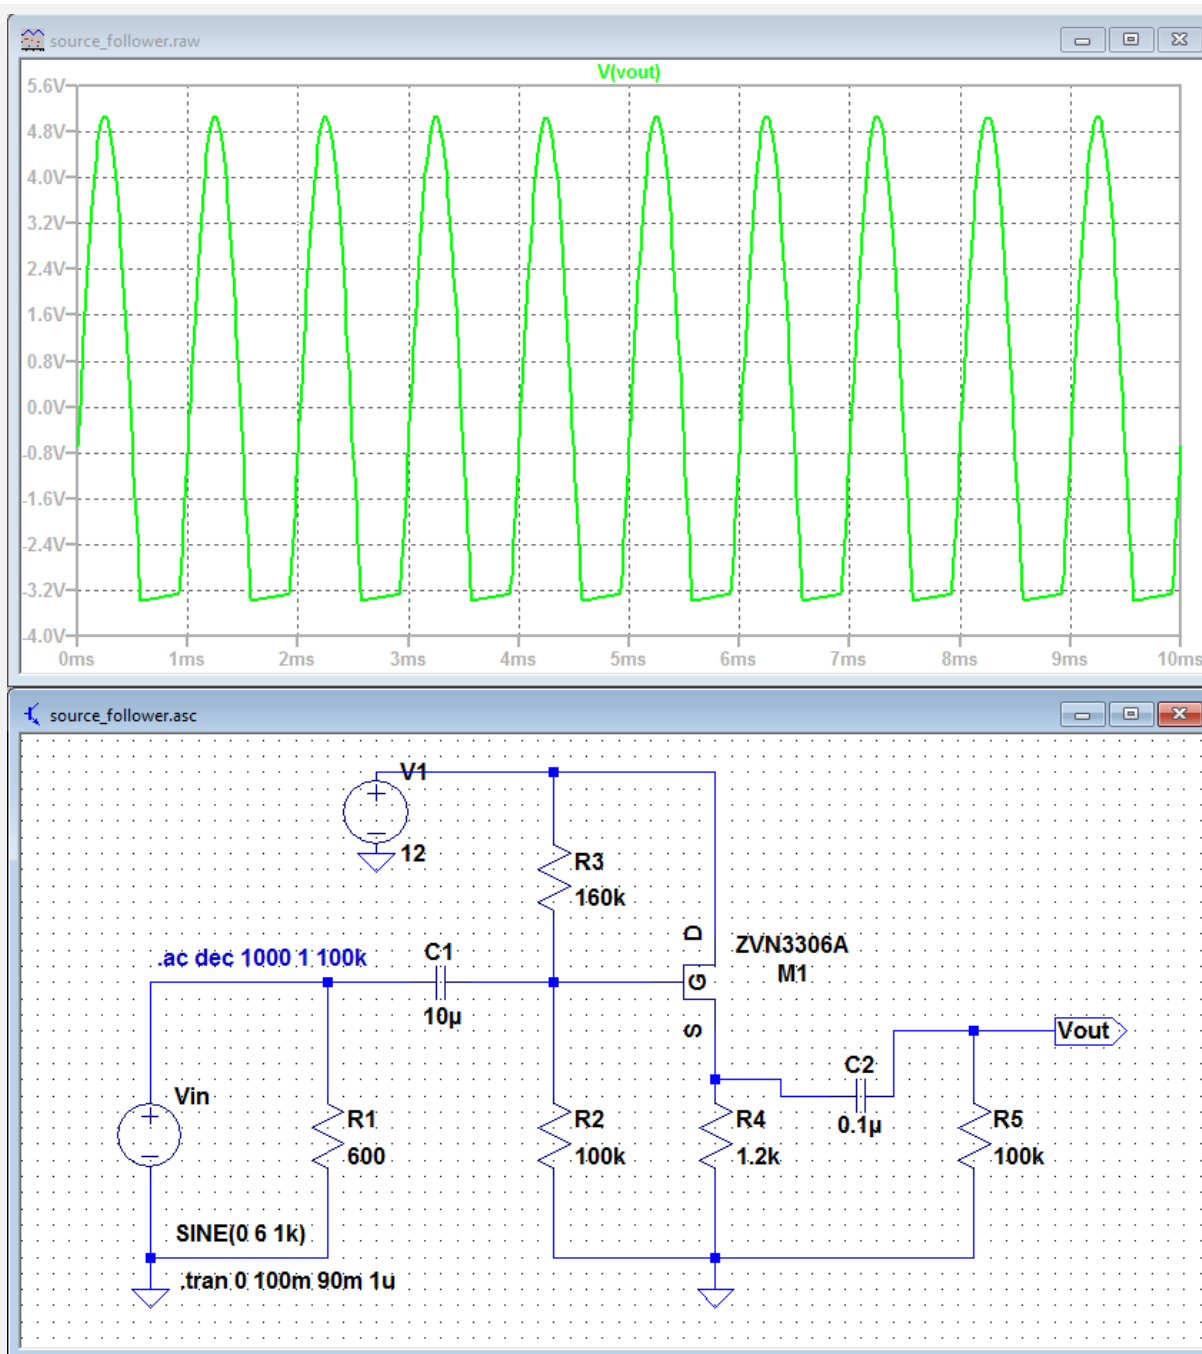 source_follower.raw
V(vout)
5.6V
4.8V
4.0V
3.2V
2.4V
1.6V
0.8V
0.0V
-0.8V
-1.6V
-2.4V
-3.2V
-4.0V
0ms 1ms 2ms 3ms 4ms 5ms 6ms 7ms 8ms 9ms 10ms
source_follower.asc
V1
12
R3
160k
D
ZVN3306A
M1
G
S
.ac dec 1000 1 100k
C1
10µ
Vout
C2
0.1µ
Vin
R1
600
R2
100k
R4
1.2k
R5
100k
SINE(0 6 1k)
.tran 0 100m 90m 1u